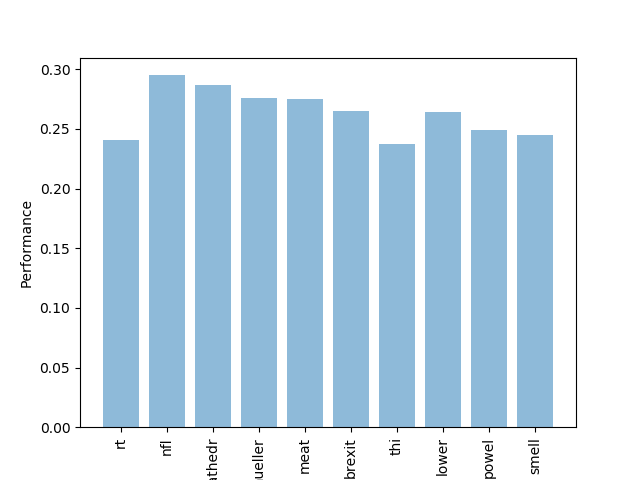 0.30
0.25
0.20
0.15
0.10
0.05
0.00
Performance
rt
nfl
athedr
ueller
meat
brexit
thi
lower
powel
smell